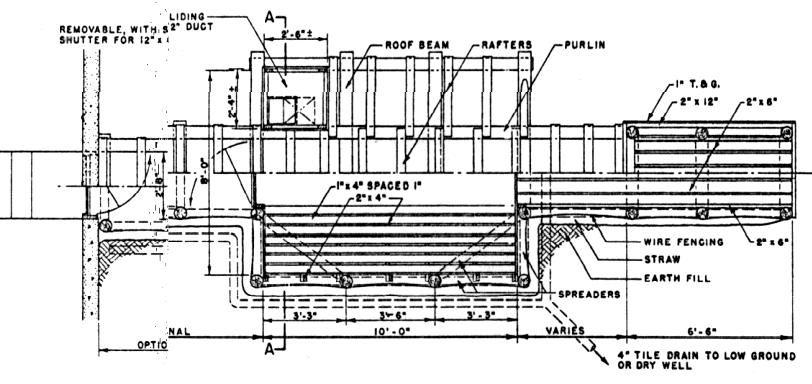 A
LIDING
2" DUCT
REMOVABLE, WITH S
SHUTTER FOR 12" x
2'-6" ±
ROOF BEAM
RAFTERS
PURLIN
1" T. & G.
2" x 12"
2" x 6"
2'-4" ±
8'-0"
2'-8"
1" x 4" SPACED 1"
2" x 4"
WIRE FENCING
2" x 6"
STRAW
EARTH FILL
SPREADERS
3'-3"
3'-6"
3'-3"
NAL
10'-0"
VARIES
6'-6"
OPTIO
A
4" TILE DRAIN TO LOW GROUND
OR DRY WELL